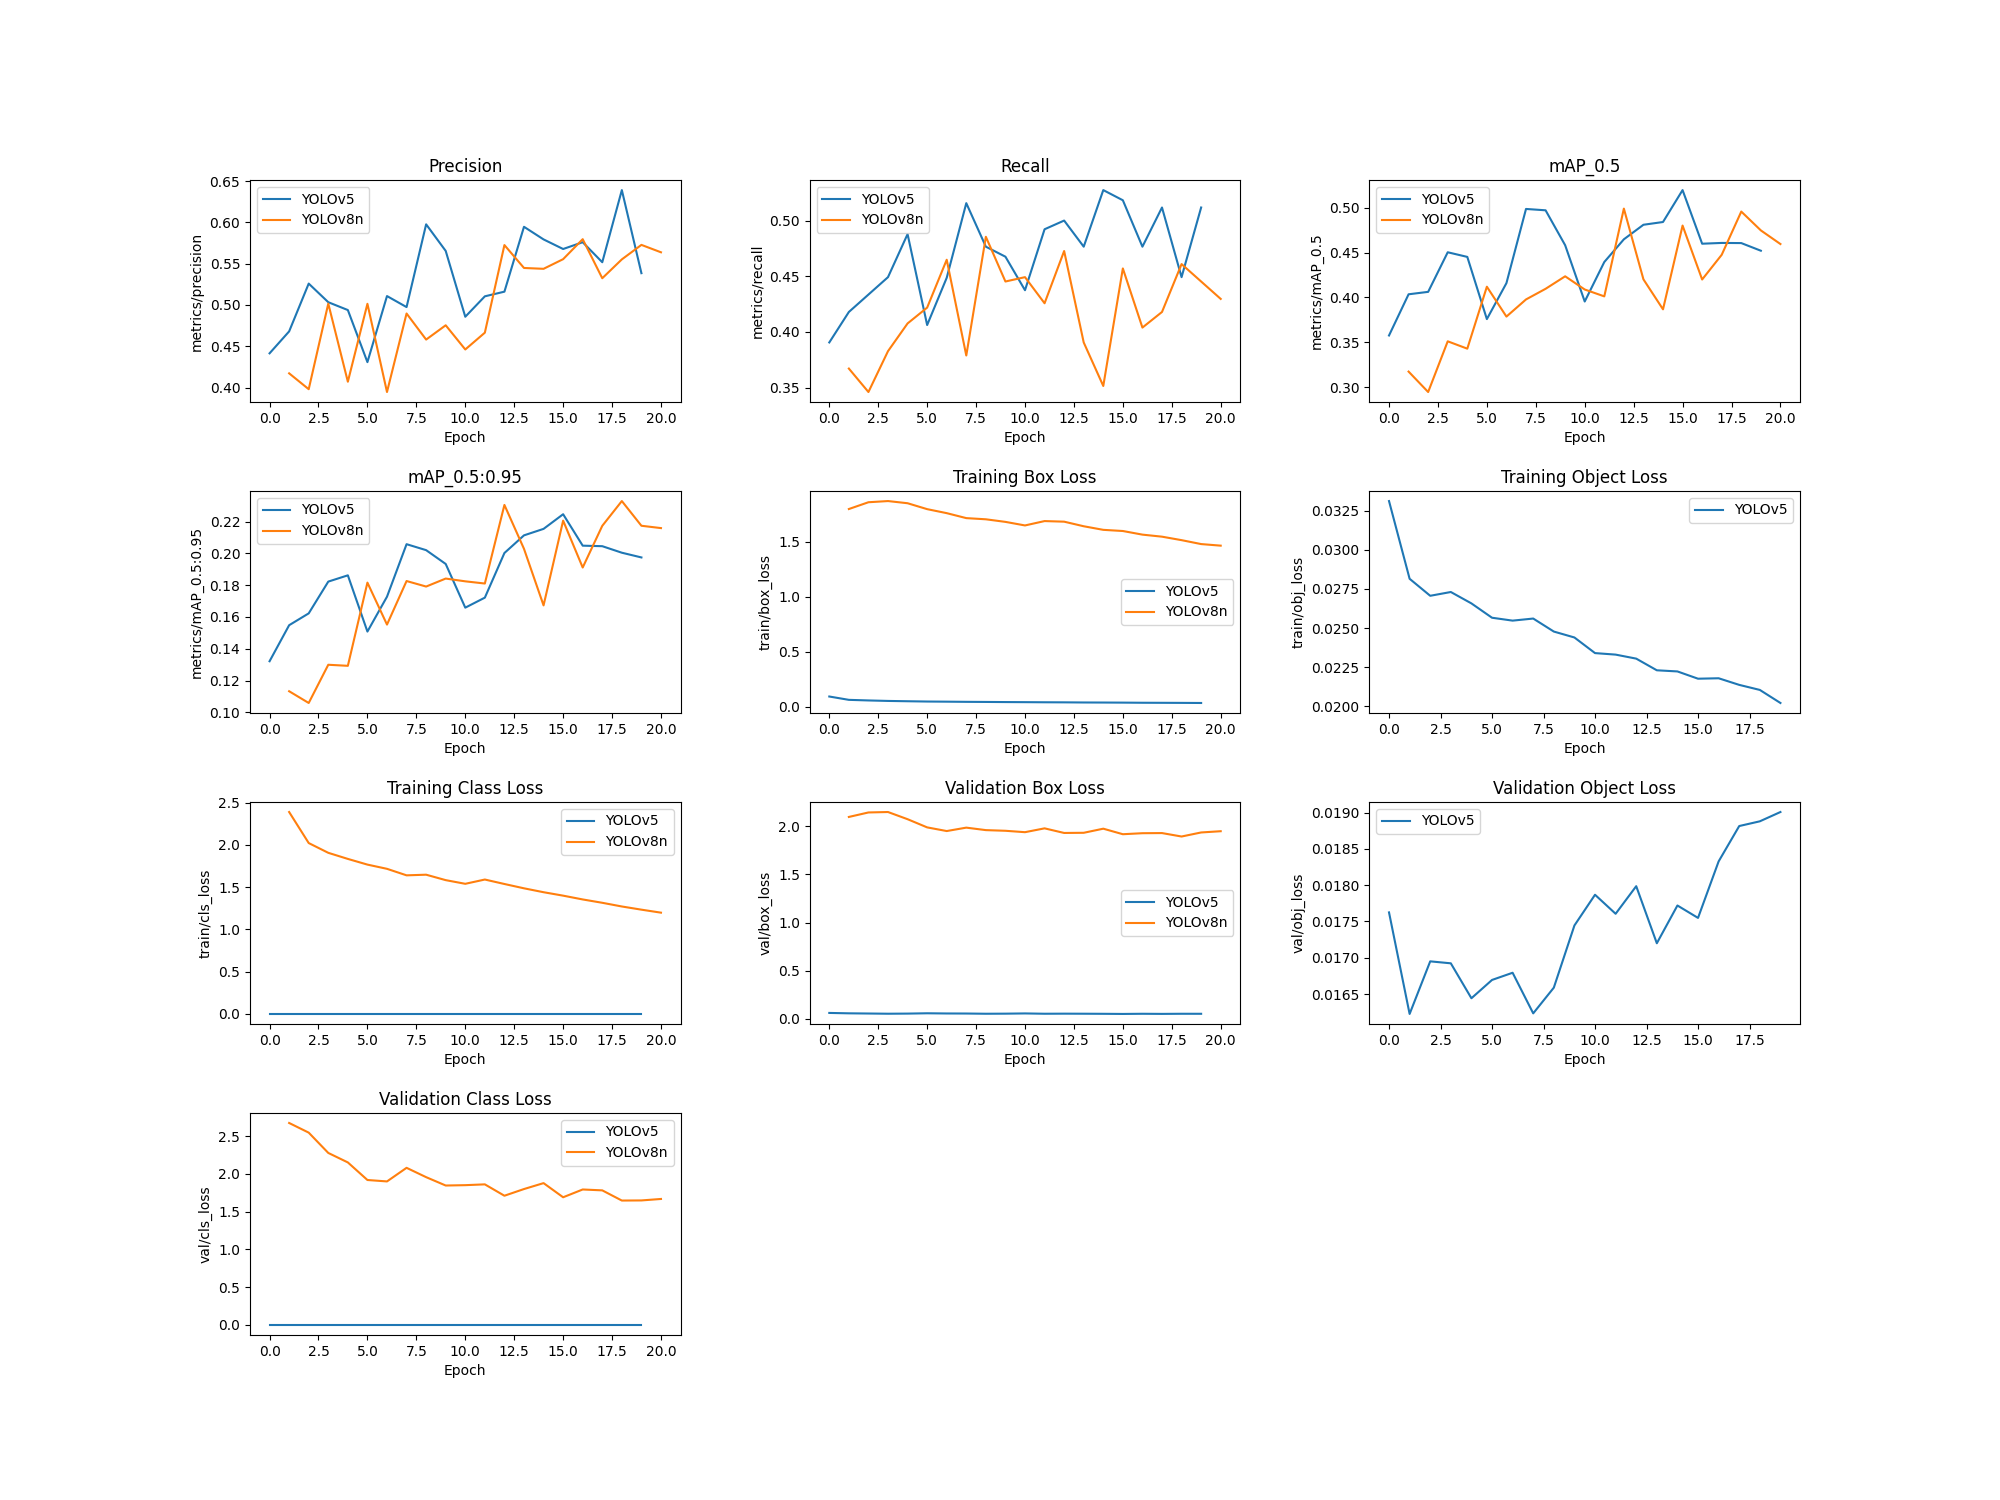 Precision
metrics/precision
0.65
0.60
0.55
0.50
0.45
0.40
YOLOv5
YOLOv8n
0.0 2.5 5.0 7.5 10.0 12.5 15.0 17.5 20.0
Epoch
Recall
metrics/recall
0.50
0.45
0.40
0.35
YOLOv5
YOLOv8n
0.0 2.5 5.0 7.5 10.0 12.5 15.0 17.5 20.0
Epoch
mAP_0.5
metrics/mAP_0.5
0.50
0.45
0.40
0.35
0.30
YOLOv5
YOLOv8n
0.0 2.5 5.0 7.5 10.0 12.5 15.0 17.5 20.0
Epoch
mAP_0.5:0.95
metrics/mAP_0.5:0.95
0.22
0.20
0.18
0.16
0.14
0.12
0.10
YOLOv5
YOLOv8n
0.0 2.5 5.0 7.5 10.0 12.5 15.0 17.5 20.0
Epoch
Training Box Loss
train/box_loss
1.5
1.0
0.5
0.0
YOLOv5
YOLOv8n
0.0 2.5 5.0 7.5 10.0 12.5 15.0 17.5 20.0
Epoch
Training Object Loss
train/obj_loss
0.0325
0.0300
0.0275
0.0250
0.0225
0.0200
YOLOv5
0.0 2.5 5.0 7.5 10.0 12.5 15.0 17.5
Epoch
Training Class Loss
train/cls_loss
2.5
2.0
1.5
1.0
0.5
0.0
YOLOv5
YOLOv8n
0.0 2.5 5.0 7.5 10.0 12.5 15.0 17.5 20.0
Epoch
Validation Box Loss
val/box_loss
2.0
1.5
1.0
0.5
0.0
YOLOv5
YOLOv8n
0.0 2.5 5.0 7.5 10.0 12.5 15.0 17.5 20.0
Epoch
Validation Object Loss
val/obj_loss
0.0190
0.0185
0.0180
0.0175
0.0170
0.0165
YOLOv5
0.0 2.5 5.0 7.5 10.0 12.5 15.0 17.5
Epoch
Validation Class Loss
val/cls_loss
2.5
2.0
1.5
1.0
0.5
0.0
YOLOv5
YOLOv8n
0.0 2.5 5.0 7.5 10.0 12.5 15.0 17.5 20.0
Epoch